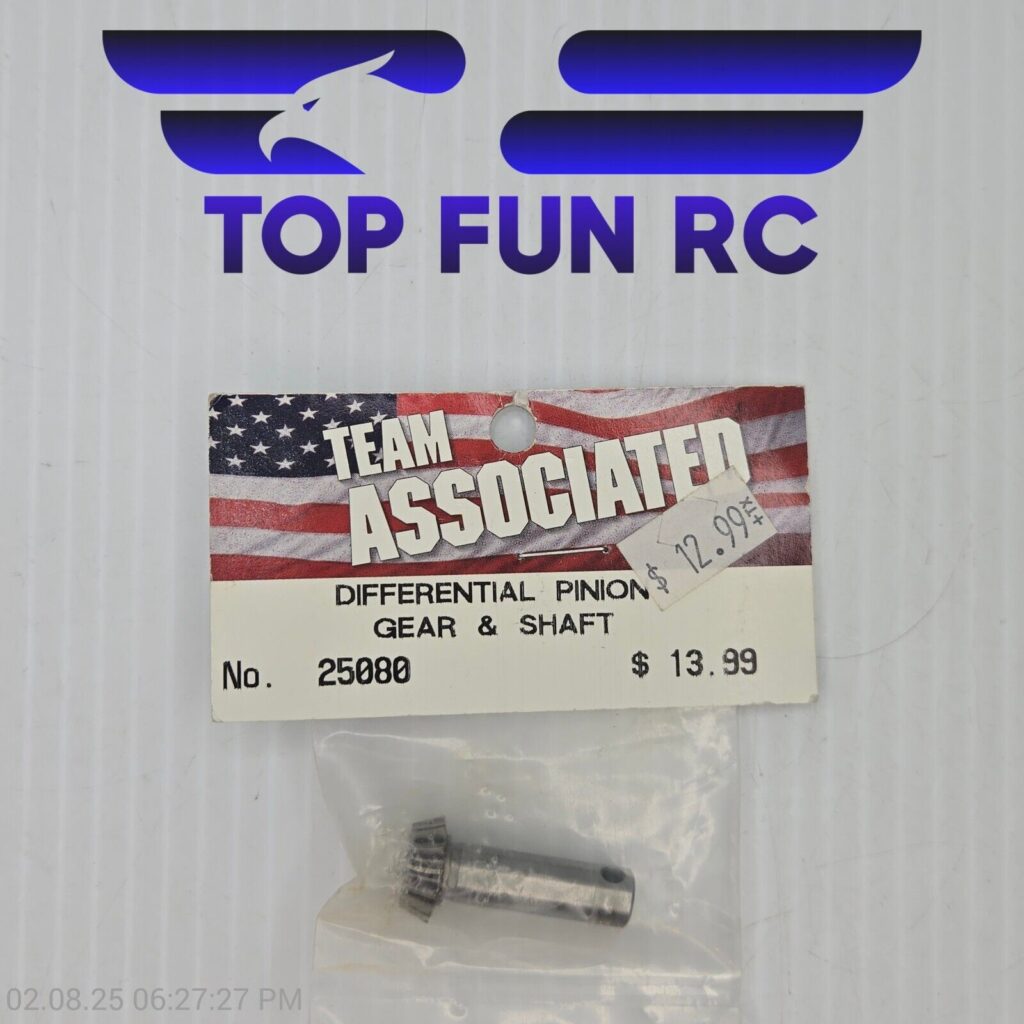 TOP FUN RC
TEAM
ASSOCIATED
$ 12.99
DIFFERENTIAL PINION
GEAR & SHAFT
No. 25080 $ 13.99
02.08.25 06:27:27 PM